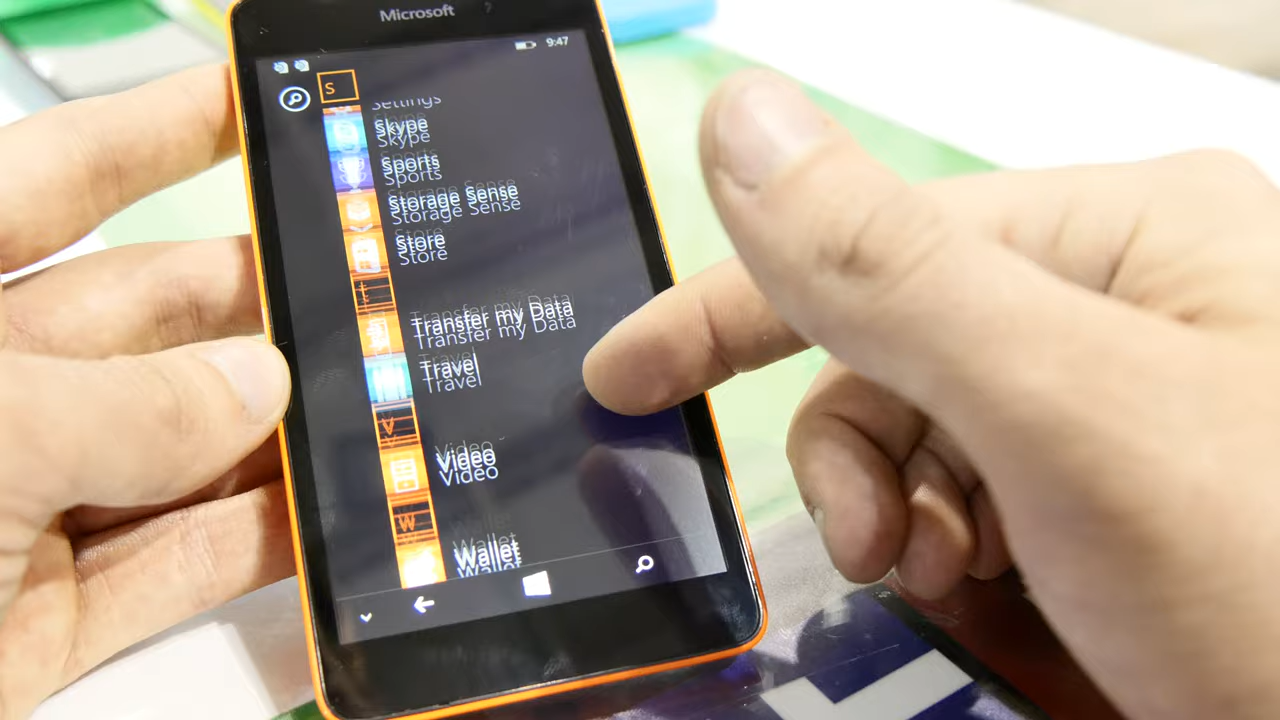 Microsoft
9:47
s
Settings
Skype
Sports
Storage Sense
Store
t
Transfer my Data
Travel
v
Video
w
Wallet